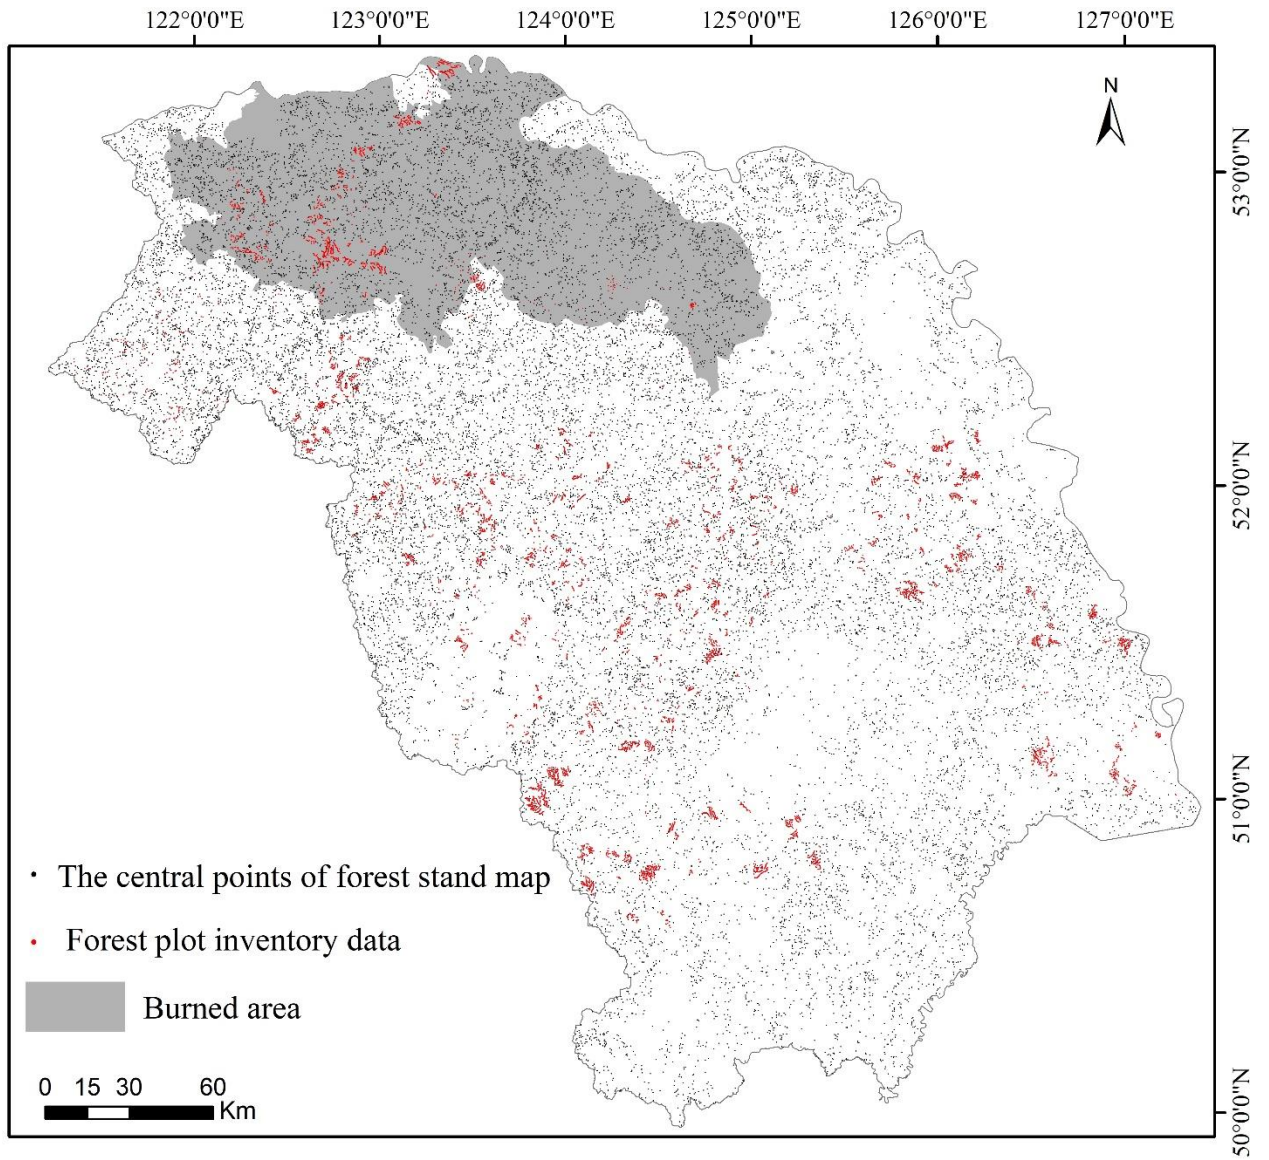 122°0'0"E 123°0'0"E 124°0'0"E 125°0'0"E 126°0'0"E 127°0'0"E
N
53°0'0"N
52°0'0"N
51°0'0"N
50°0'0"N
The central points of forest stand map
Forest plot inventory data
Burned area
0 15 30 60
Km